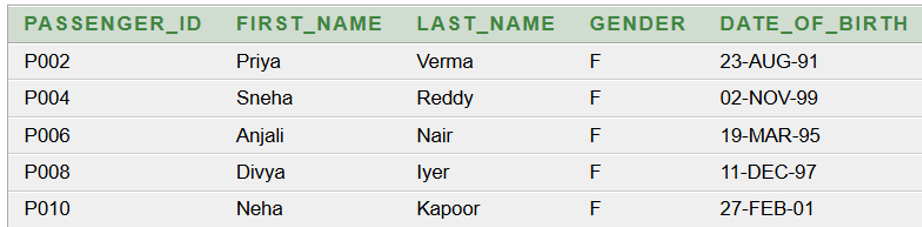 PASSENGER_ID FIRST_NAME LAST_NAME GENDER DATE_OF_BIRTH
P002 Priya Verma F 23-AUG-91
P004 Sneha Reddy F 02-NOV-99
P006 Anjali Nair F 19-MAR-95
P008 Divya Iyer F 11-DEC-97
P010 Neha Kapoor F 27-FEB-01